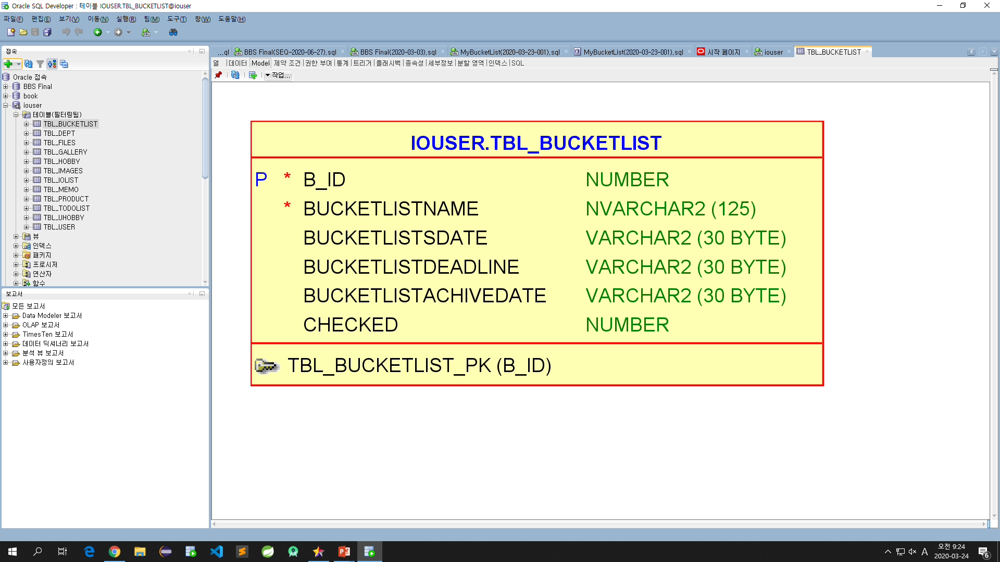 Oracle SQL Developer : 테이블 IOUSER.TBL_BUCKETLIST@iouser
파일(F) 편집(E) 보기(V) 이동(N) 실행(R) 팀(M) 도구(T) 창(W) 도움말(H)
접속
Oracle 접속
BBS Final
book
iouser
테이블(필터링됨)
TBL_BUCKETLIST
TBL_DEPT
TBL_FILES
TBL_GALLERY
TBL_HOBBY
TBL_IMAGES
TBL_IOLIST
TBL_MEMO
TBL_PRODUCT
TBL_TODOLIST
TBL_UHOBBY
TBL_USER
뷰
인덱스
패키지
프로시저
연산자
함수
보고서
모든 보고서
Data Modeler 보고서
OLAP 보고서
TimesTen 보고서
데이터 딕셔너리 보고서
분석 뷰 보고서
사용자정의 보고서
...ql BBS Final(SEQ-2020-06-27).sql BBS Final(2020-03-03).sql MyBucketList(2020-03-23-001).sql MyBucketList(2020-03-23-001).sql 시작 페이지 iouser TBL_BUCKETLIST
열 데이터 Model 제약 조건 권한 부여 통계 트리거 플래시백 종속성 세부정보 분할 영역 인덱스 SQL
작업...
IOUSER.TBL_BUCKETLIST
P * B_ID NUMBER
* BUCKETLISTNAME NVARCHAR2 (125)
BUCKETLISTSDATE VARCHAR2 (30 BYTE)
BUCKETLISTDEADLINE VARCHAR2 (30 BYTE)
BUCKETLISTACHIVEDATE VARCHAR2 (30 BYTE)
CHECKED NUMBER
TBL_BUCKETLIST_PK (B_ID)
A
오전 9:24
2020-03-24
6